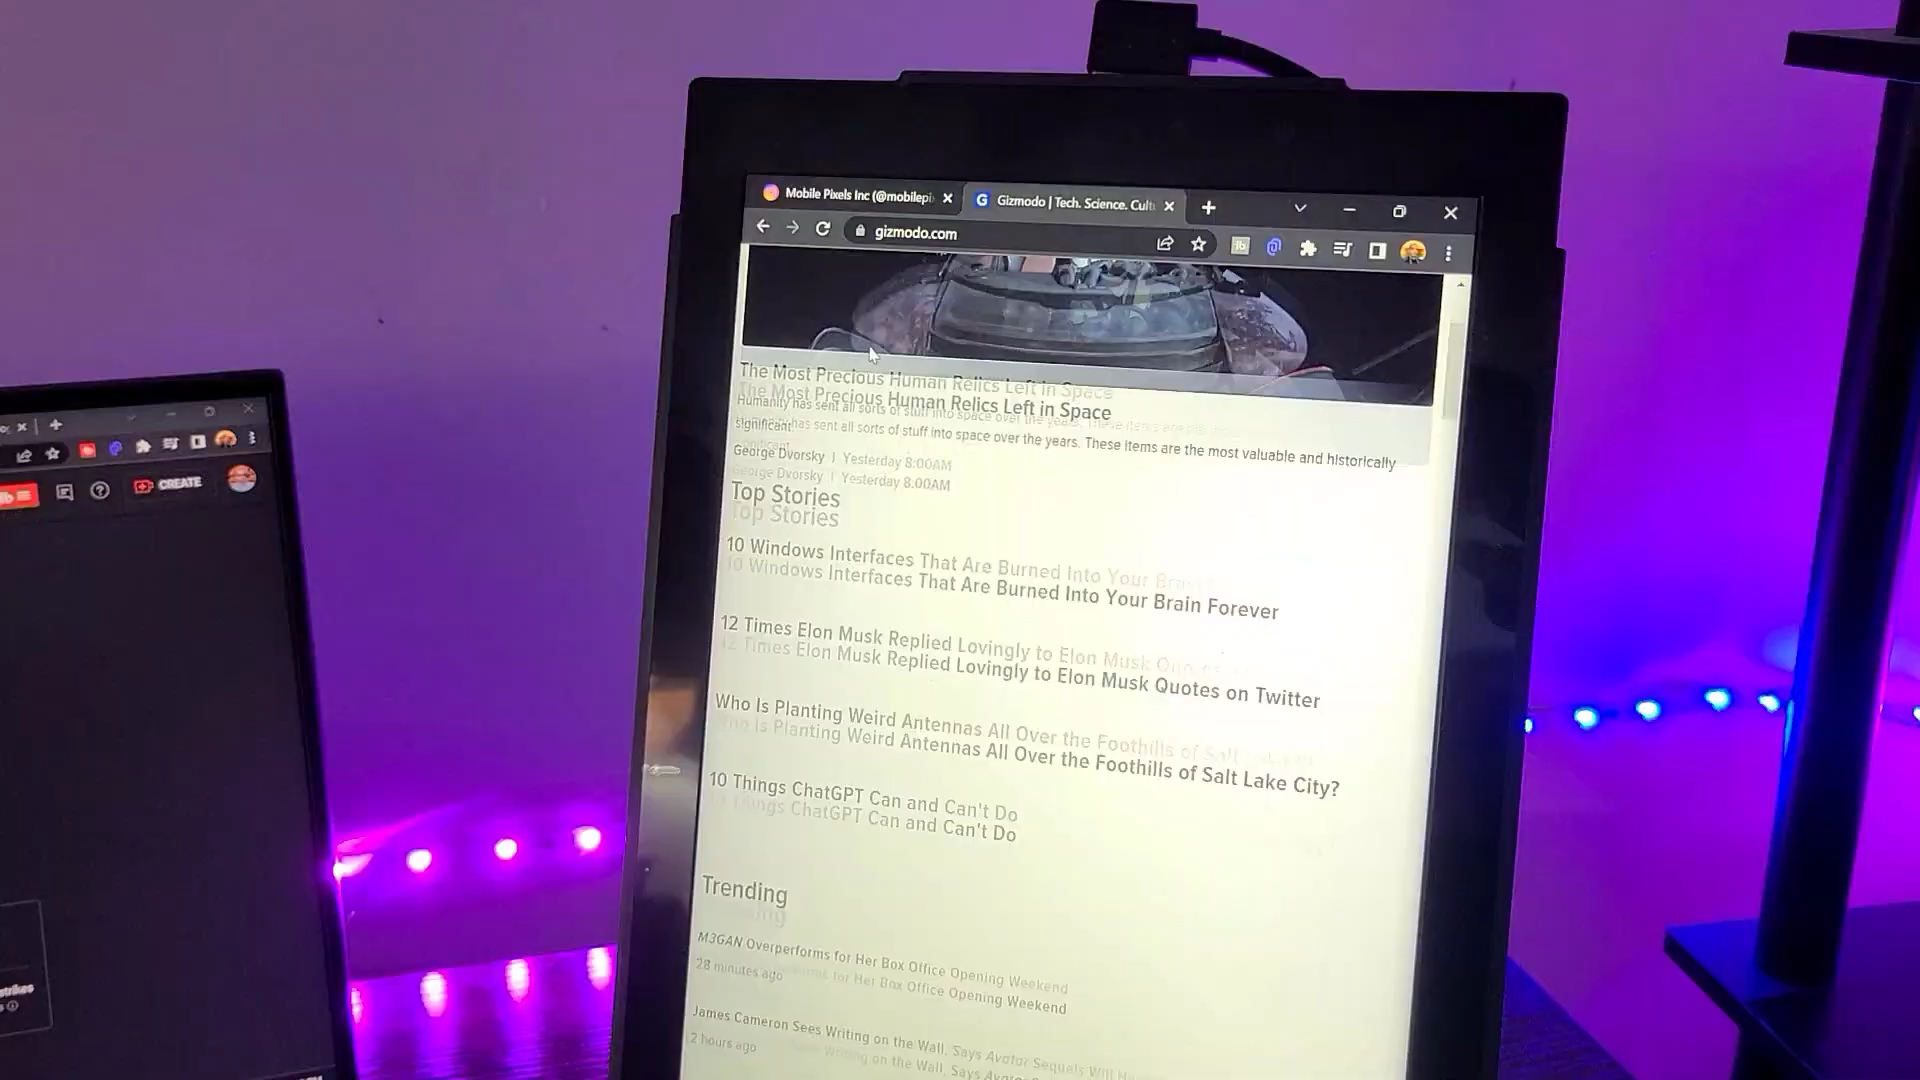 Mobile Pixels Inc (@mobilepi
Gizmodo | Tech. Science. Cult
gizmodo.com
The Most Precious Human Relics Left in Space
Humanity has sent all sorts of stuff into space over the years. These items are the most valuable and historically
significant.
George Dvorsky | Yesterday 8:00AM
Top Stories
10 Windows Interfaces That Are Burned Into Your Brain Forever
12 Times Elon Musk Replied Lovingly to Elon Musk Quotes on Twitter
Who Is Planting Weird Antennas All Over the Foothills of Salt Lake City?
10 Things ChatGPT Can and Can't Do
Trending
M3GAN Overperforms for Her Box Office Opening Weekend
28 minutes ago
James Cameron Sees Writing on the Wall, Says Avatar Sequels Will
2 hours ago
CREATE
strikes